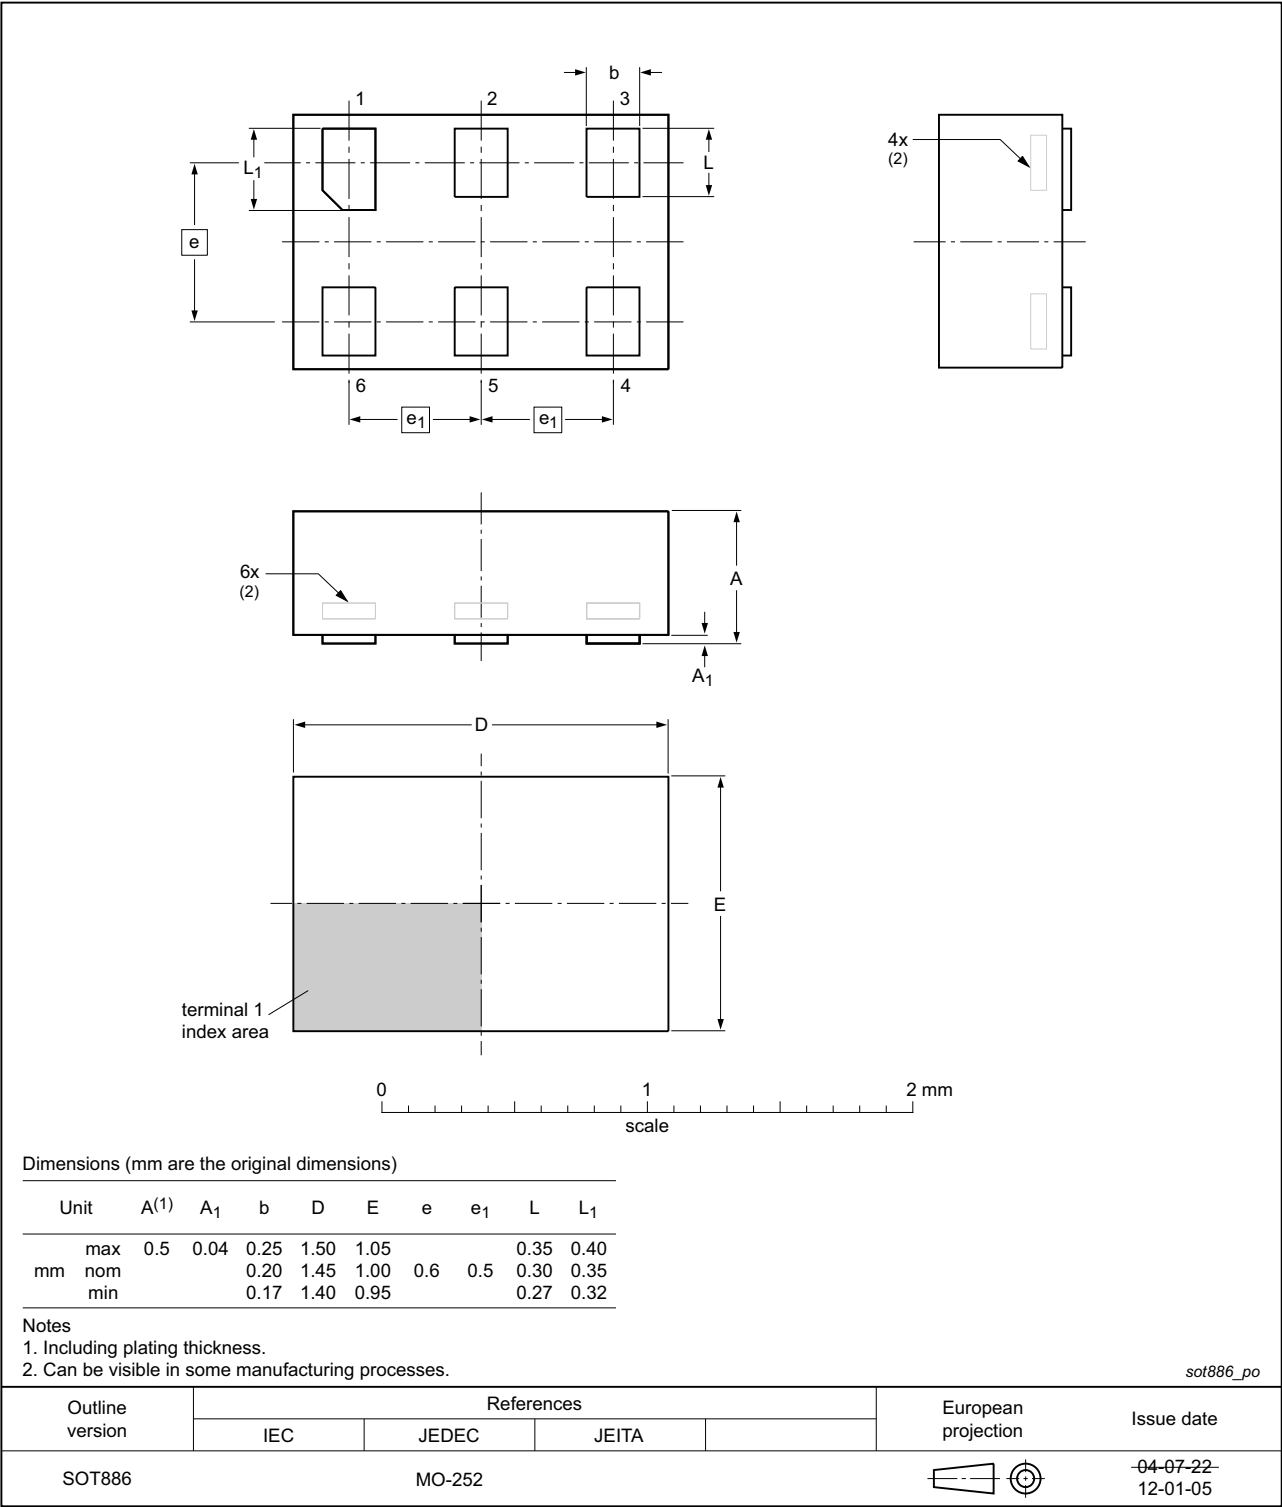 b
1 2 3
4x
(2)
L1 L
e
6 5 4
e1 e1
6x
(2)
A
A1
D
E
terminal 1
index area
0 1 2 mm
scale
Dimensions (mm are the original dimensions)
Unit A(1) A1 b D E e e1 L L1
max 0.5 0.04 0.25 1.50 1.05 0.35 0.40
mm nom 0.20 1.45 1.00 0.6 0.5 0.30 0.35
min 0.17 1.40 0.95 0.27 0.32
Notes
1. Including plating thickness.
2. Can be visible in some manufacturing processes.
sot886_po
Outline version References European projection Issue date
IEC JEDEC JEITA
SOT886 MO-252 04-07-22
12-01-05